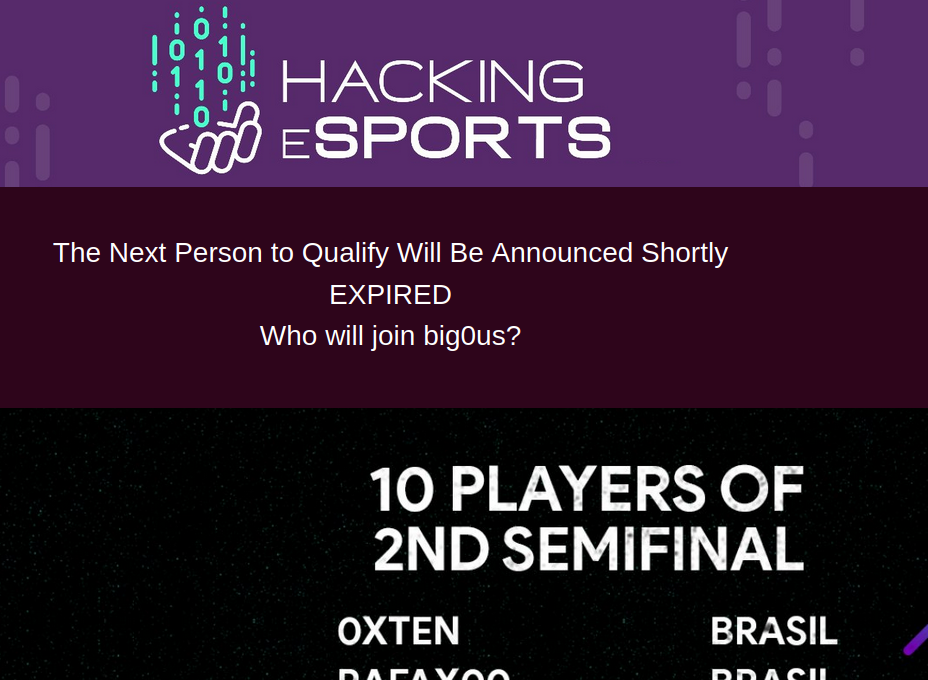 HACKING
ESPORTS
The Next Person to Qualify Will Be Announced Shortly
EXPIRED
Who will join big0us?
10 PLAYERS OF
2ND SEMIFINAL
0XTEN BRASIL
BRASIL